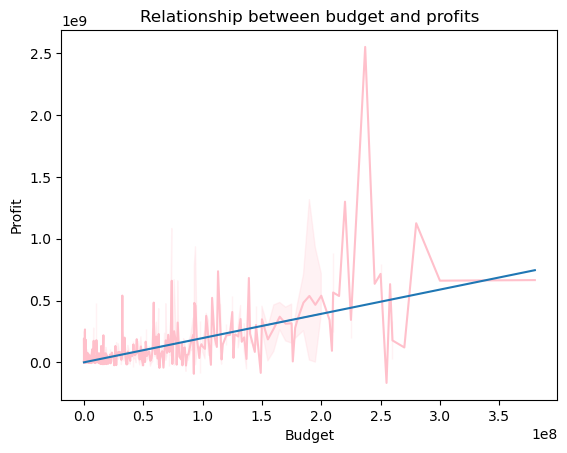 Relationship between budget and profits
1e9
2.5
2.0
1.5
1.0
0.5
0.0
Profit
0.0 0.5 1.0 1.5 2.0 2.5 3.0 3.5
Budget
1e8